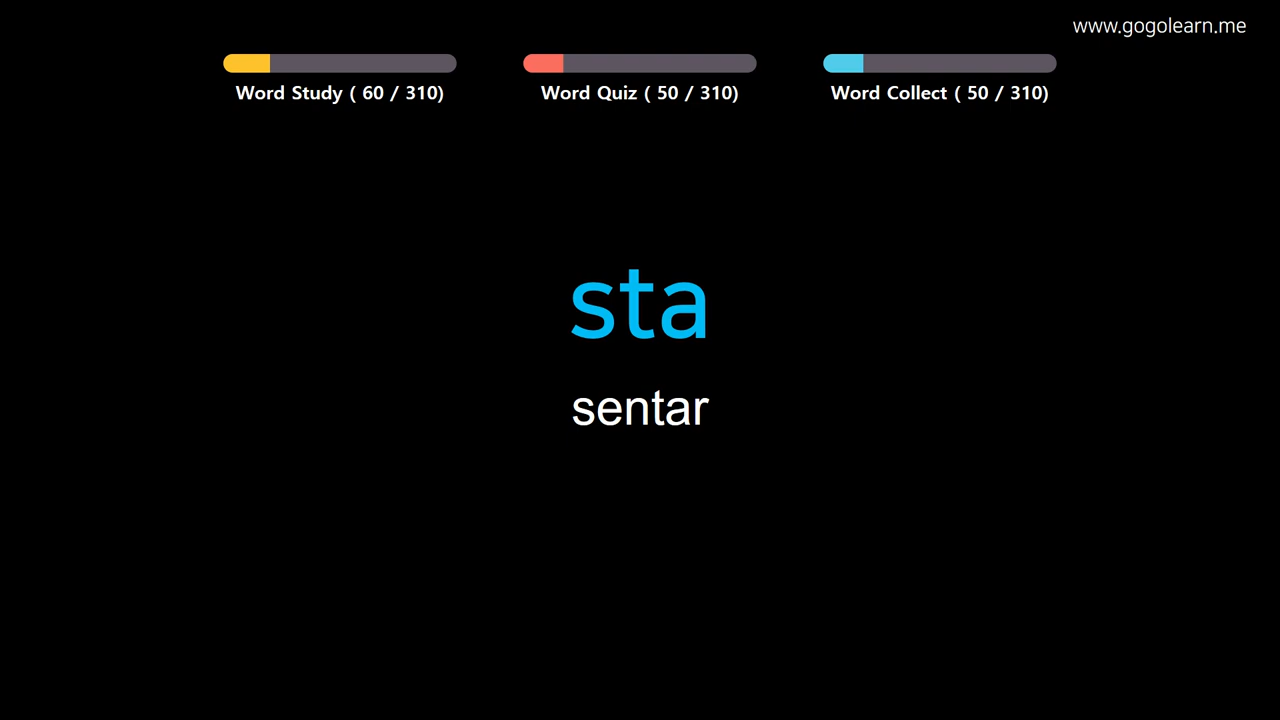 www.gogolearn.me
Word Study ( 60 / 310)
Word Quiz ( 50 / 310)
Word Collect ( 50 / 310)
sta
sentar